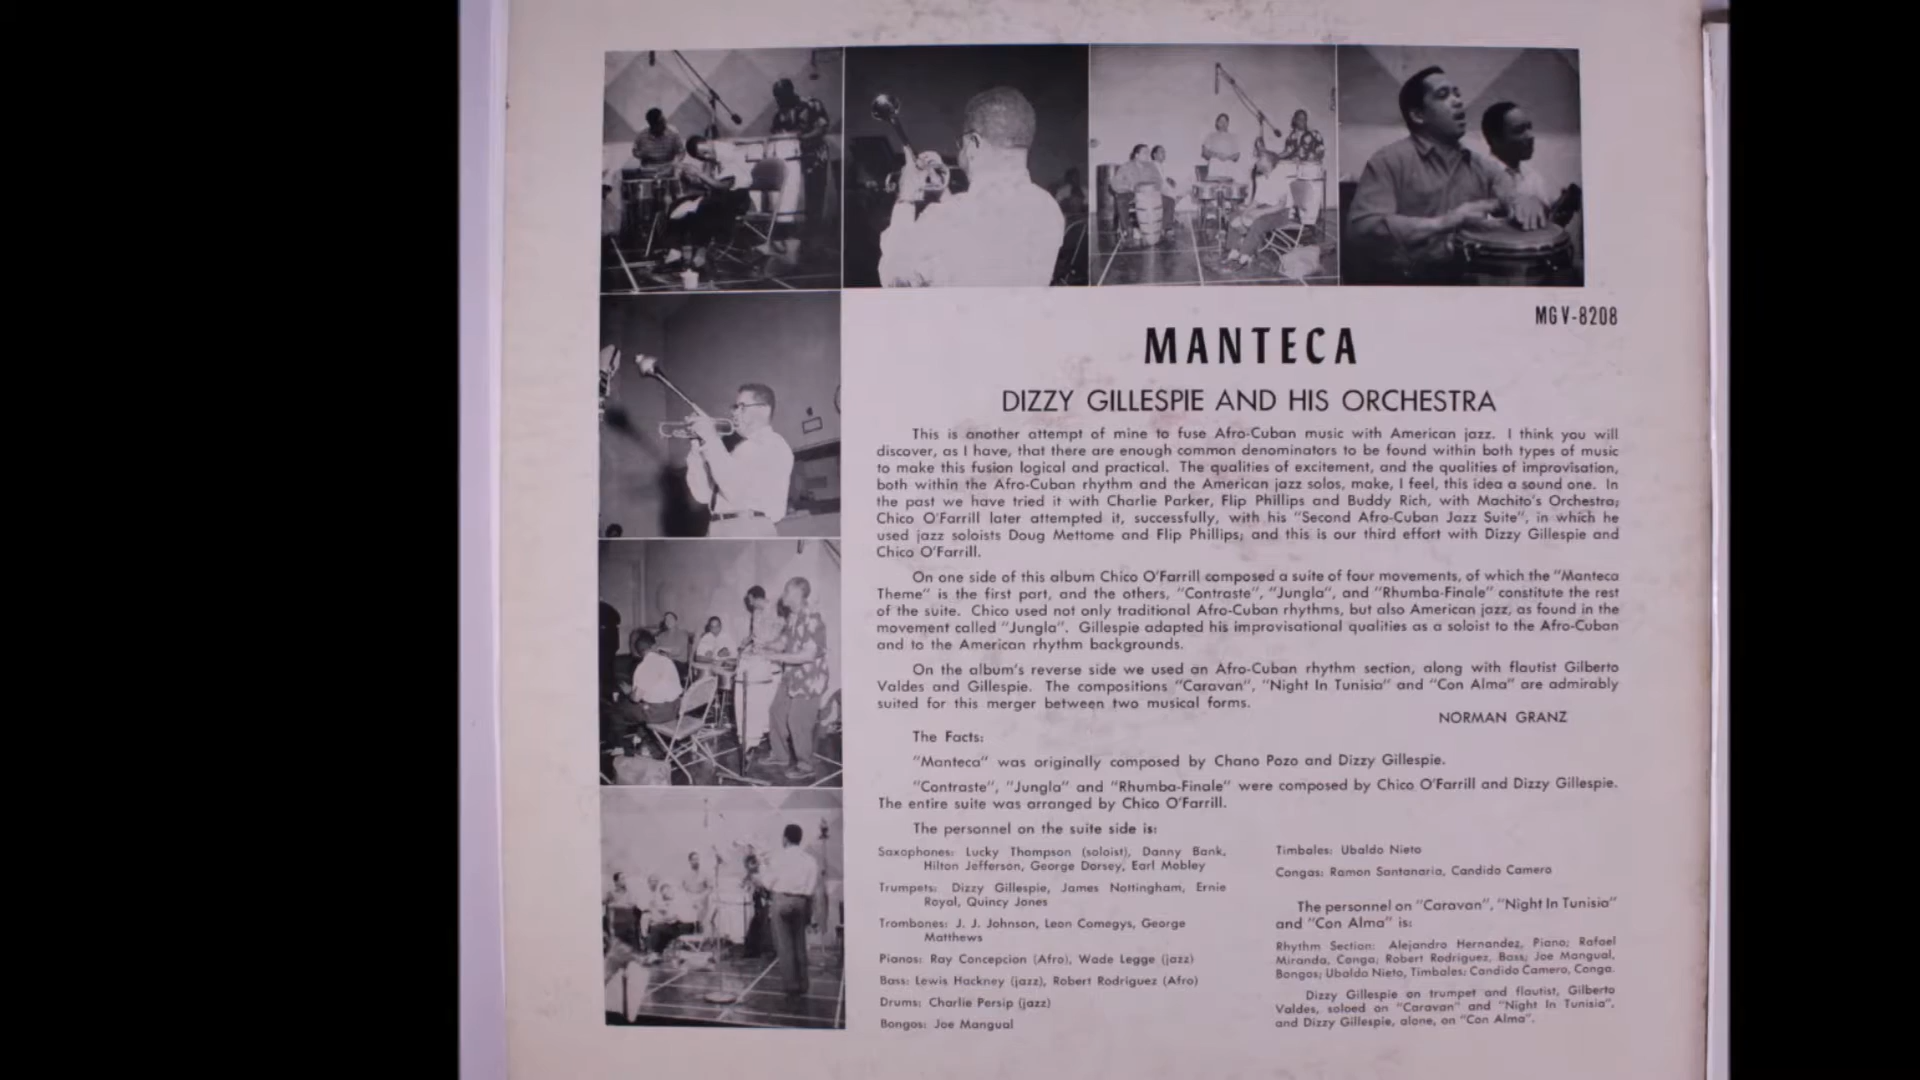 MGV-8208
MANTECA
DIZZY GILLESPIE AND HIS ORCHESTRA
This is another attempt of mine to fuse Afro-Cuban music with American jazz. I think you will
discover, as I have, that there are enough common denominators to be found within both types of music
to make this fusion logical and practical. The qualities of excitement, and the qualities of improvisation,
both within the Afro-Cuban rhythm and the American jazz solos, make, I feel, this idea a sound one. In
the past we have tried it with Charlie Parker, Flip Phillips and Buddy Rich, with Machito's Orchestra;
Chico O'Farrill later attempted it, successfully, with his "Second Afro-Cuban Jazz Suite", in which he
used jazz soloists Doug Mettome and Flip Phillips; and this is our third effort with Dizzy Gillespie and
Chico O'Farrill.
On one side of this album Chico O'Farrill composed a suite of four movements, of which the "Manteca
Theme" is the first part, and the others, "Contraste", "Jungla", and "Rhumba-Finale" constitute the rest
of the suite. Chico used not only traditional Afro-Cuban rhythms, but also American jazz, as found in the
movement called "Jungla". Gillespie adapted his improvisational qualities as a soloist to the Afro-Cuban
and to the American rhythm backgrounds.
On the album's reverse side we used an Afro-Cuban rhythm section, along with flautist Gilberto
Valdes and Gillespie. The compositions "Caravan", "Night In Tunisia" and "Con Alma" are admirably
suited for this merger between two musical forms.
NORMAN GRANZ
The Facts:
"Manteca" was originally composed by Chano Pozo and Dizzy Gillespie.
"Contraste", "Jungla" and "Rhumba-Finale" were composed by Chico O'Farrill and Dizzy Gillespie.
The entire suite was arranged by Chico O'Farrill.
The personnel on the suite side is:
Saxophones: Lucky Thompson (soloist), Danny Bank,
Hilton Jefferson, George Dorsey, Earl Mobley
Trumpets: Dizzy Gillespie, James Nottingham, Ernie
Royal, Quincy Jones
Trombones: J. J. Johnson, Leon Comegys, George
Matthews
Pianos: Ray Concepcion (Afro), Wade Legge (jazz)
Bass: Lewis Hackney (jazz), Robert Rodriguez (Afro)
Drums: Charlie Persip (jazz)
Bongos: Joe Mangual
Timbales: Ubaldo Nieto
Congas: Ramon Santanaria, Candido Camero
The personnel on "Caravan", "Night In Tunisia"
and "Con Alma" is:
Rhythm Section: Alejandro Hernandez, Piano; Rafael
Miranda, Conga; Robert Rodriguez, Bass; Joe Mangual,
Bongos; Ubaldo Nieto, Timbales; Candido Camero, Conga.
Dizzy Gillespie on trumpet and flautist, Gilberto
Valdes, soloed on "Caravan" and "Night In Tunisia",
and Dizzy Gillespie, alone, on "Con Alma".